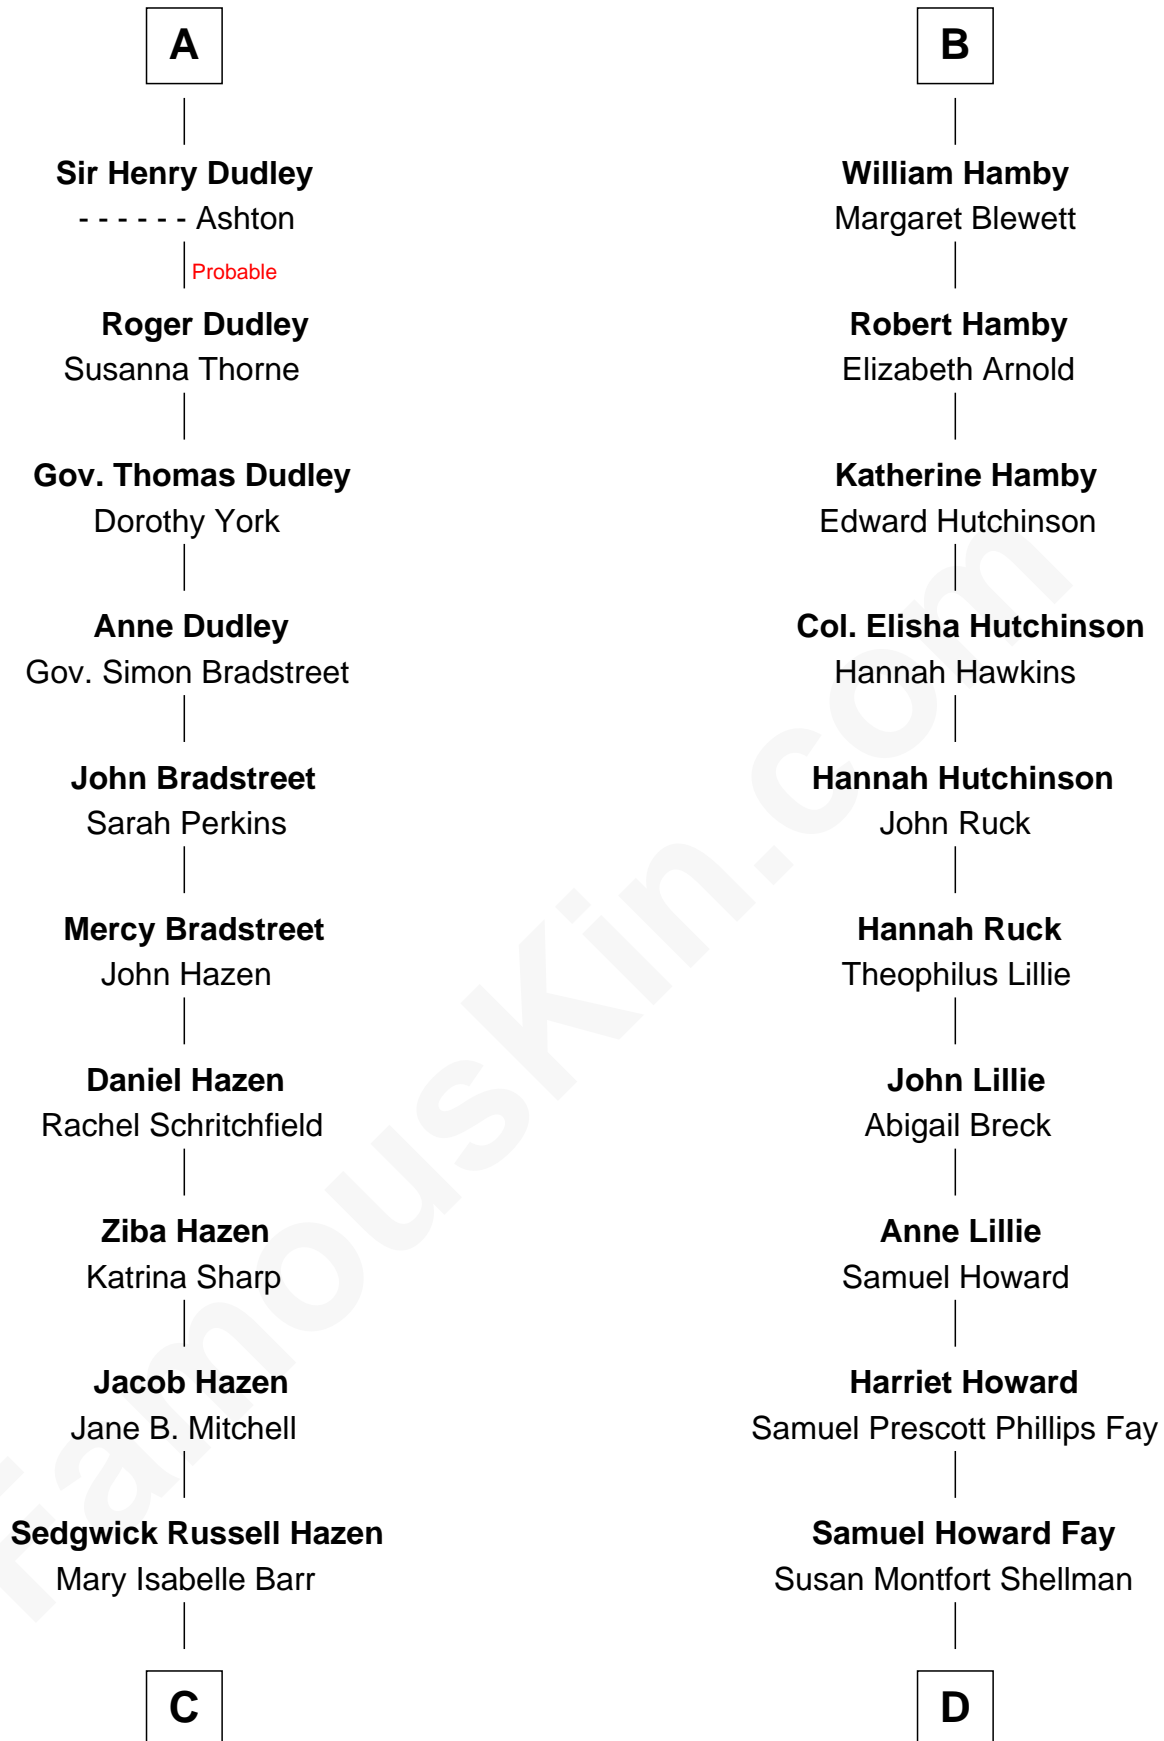 A
Sir Henry Dudley
- - - - - - Ashton
Probable
Roger Dudley
Susanna Thorne
Gov. Thomas Dudley
Dorothy York
Anne Dudley
Gov. Simon Bradstreet
John Bradstreet
Sarah Perkins
Mercy Bradstreet
John Hazen
Daniel Hazen
Rachel Schritchfield
Ziba Hazen
Katrina Sharp
Jacob Hazen
Jane B. Mitchell
Sedgwick Russell Hazen
Mary Isabelle Barr
C
B
William Hamby
Margaret Blewett
Robert Hamby
Elizabeth Arnold
Katherine Hamby
Edward Hutchinson
Col. Elisha Hutchinson
Hannah Hawkins
Hannah Hutchinson
John Ruck
Hannah Ruck
Theophilus Lillie
John Lillie
Abigail Breck
Anne Lillie
Samuel Howard
Harriet Howard
Samuel Prescott Phillips Fay
Samuel Howard Fay
Susan Montfort Shellman
D
FamousKin.com